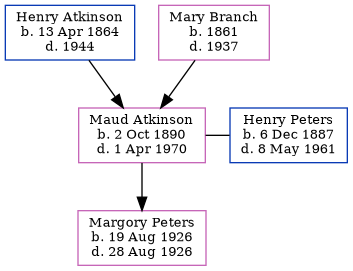 Henry Atkinson
b. 13 Apr 1864
d. 1944
Mary Branch
b. 1861
d. 1937
Maud Atkinson
b. 2 Oct 1890
d. 1 Apr 1970
Henry Peters
b. 6 Dec 1887
d. 8 May 1961
Margory Peters
b. 19 Aug 1926
d. 28 Aug 1926